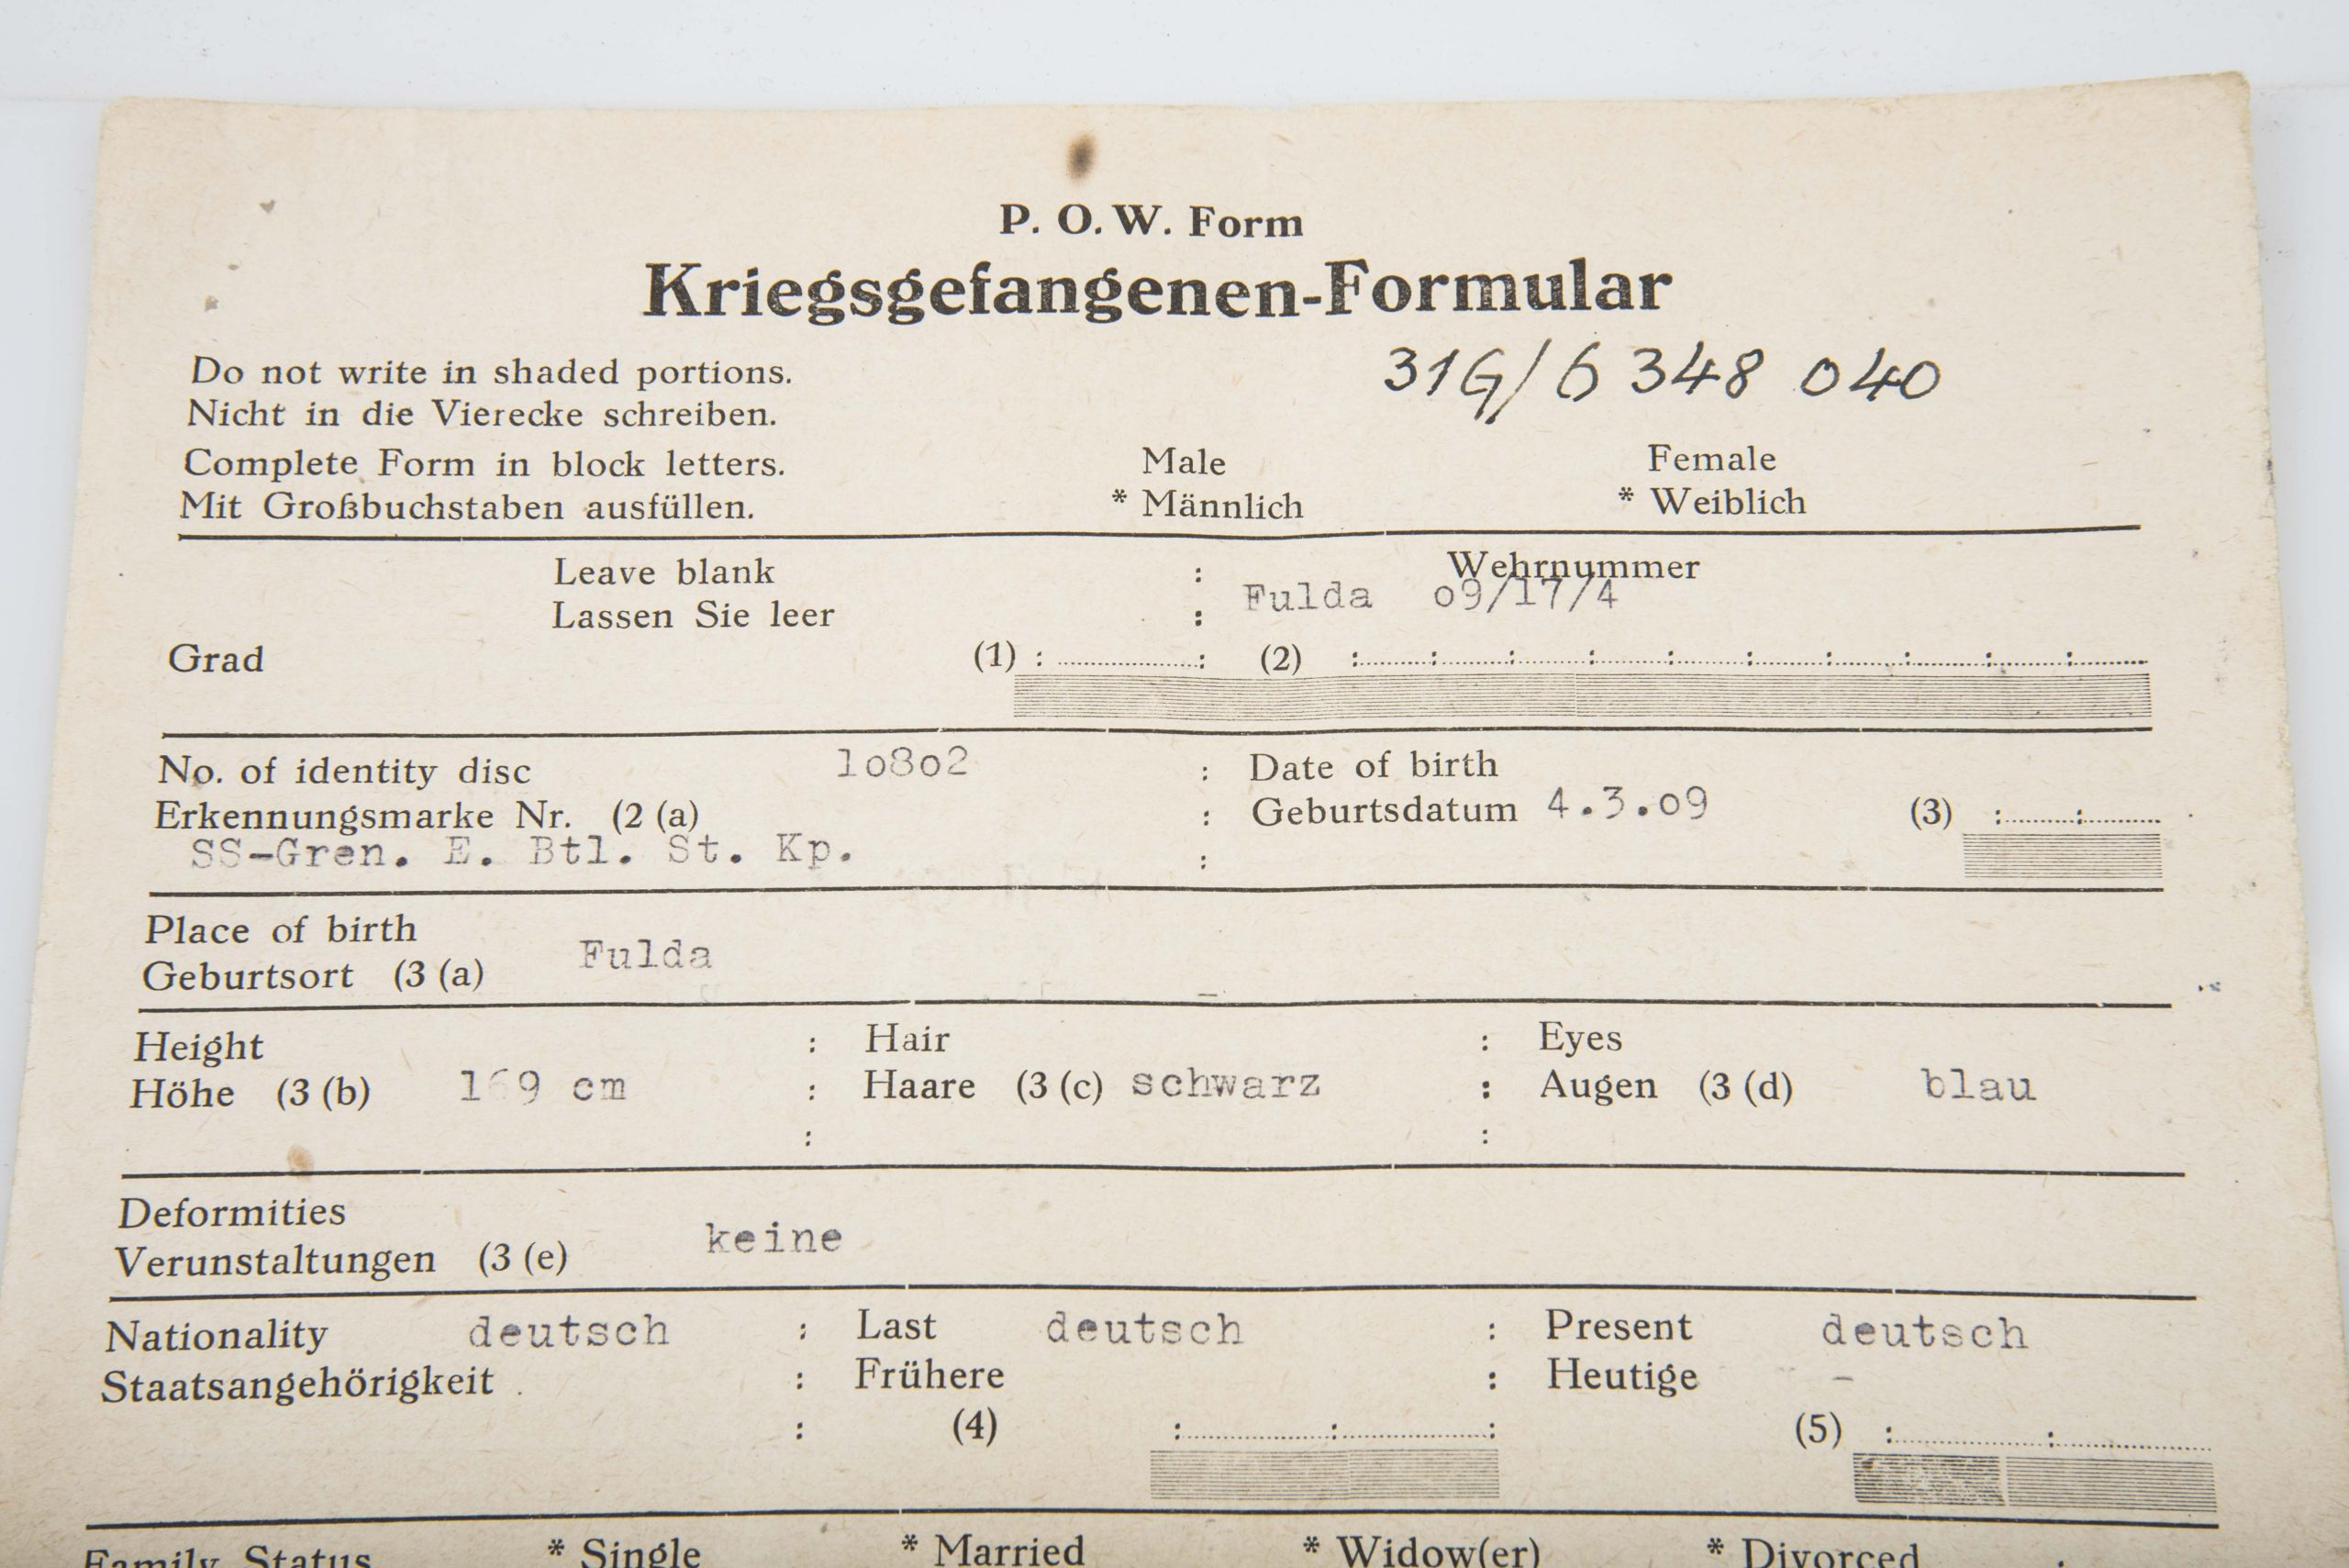 P. O. W. Form
Kriegsgefangenen-Formular
31G/6 348 040
Do not write in shaded portions.
Nicht in die Vierecke schreiben.
Complete Form in block letters. Male Female
Mit Großbuchstaben ausfüllen. * Männlich * Weiblich
Leave blank : Wehrnummer
Lassen Sie leer : Fulda o9/17/4
Grad (1) : : (2) : : : : : : : : : :
No. of identity disc lo8o2 : Date of birth
Erkennungsmarke Nr. (2 (a) : Geburtsdatum 4.3.o9 (3) : :
SS-Gren. E. Btl. St. Kp. :
Place of birth
Geburtsort (3 (a) Fulda
Height : Hair : Eyes
Höhe (3 (b) 169 cm : Haare (3 (c) schwarz : Augen (3 (d) blau
: :
Deformities
Verunstaltungen (3 (e) keine
Nationality deutsch : Last deutsch : Present deutsch
Staatsangehörigkeit : Frühere : Heutige
: (4) : : : (5) : :
Family Status * Single * Married * Widow(er) * Divorced :